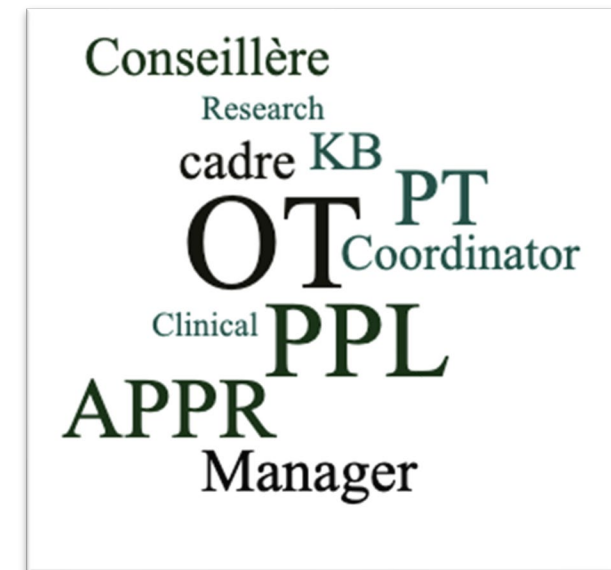 Conseillère
Research
cadre KB
PT
OT
Coordinator
Clinical PPL
APPR
Manager